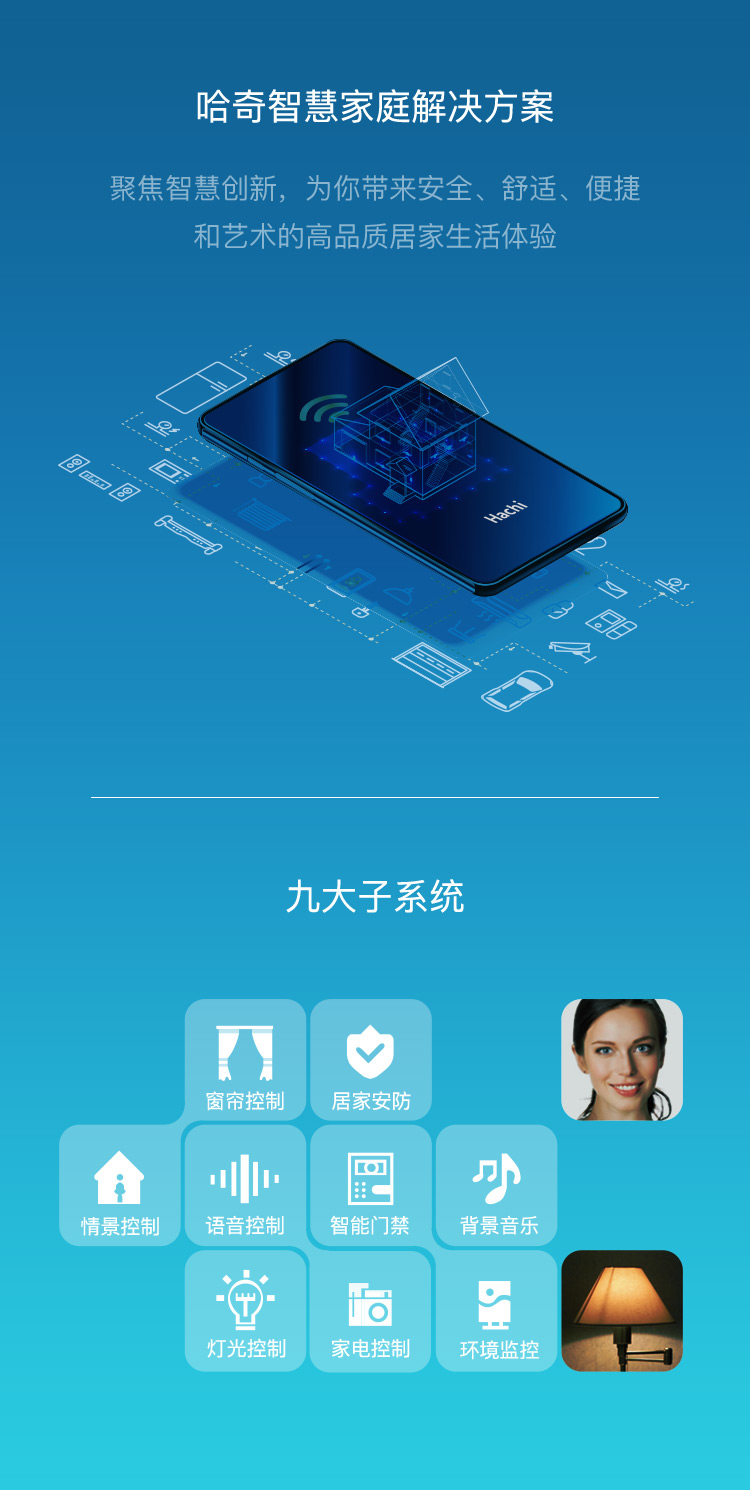 哈奇智慧家庭解决方案
聚焦智慧创新，为你带来安全、舒适、便捷
和艺术的高品质居家生活体验
Hachi
九大子系统
窗帘控制
居家安防
情景控制
语音控制
智能门禁
背景音乐
灯光控制
家电控制
环境监控